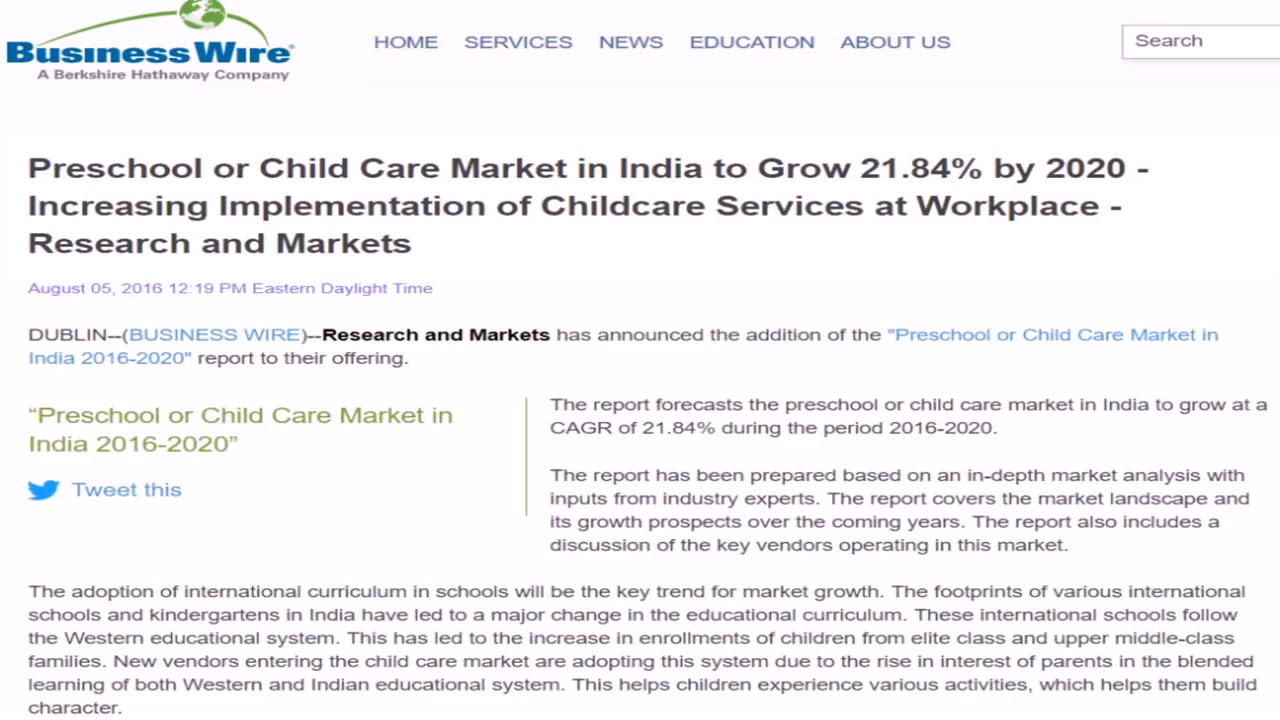 Business Wire
A Berkshire Hathaway Company
HOME SERVICES NEWS EDUCATION ABOUT US
Search
Preschool or Child Care Market in India to Grow 21.84% by 2020 -
Increasing Implementation of Childcare Services at Workplace -
Research and Markets
August 05, 2016 12:19 PM Eastern Daylight Time
DUBLIN--(BUSINESS WIRE)--Research and Markets has announced the addition of the "Preschool or Child Care Market in
India 2016-2020" report to their offering.
“Preschool or Child Care Market in
India 2016-2020”
Tweet this
The report forecasts the preschool or child care market in India to grow at a
CAGR of 21.84% during the period 2016-2020.
The report has been prepared based on an in-depth market analysis with
inputs from industry experts. The report covers the market landscape and
its growth prospects over the coming years. The report also includes a
discussion of the key vendors operating in this market.
The adoption of international curriculum in schools will be the key trend for market growth. The footprints of various international
schools and kindergartens in India have led to a major change in the educational curriculum. These international schools follow
the Western educational system. This has led to the increase in enrollments of children from elite class and upper middle-class
families. New vendors entering the child care market are adopting this system due to the rise in interest of parents in the blended
learning of both Western and Indian educational system. This helps children experience various activities, which helps them build
character.